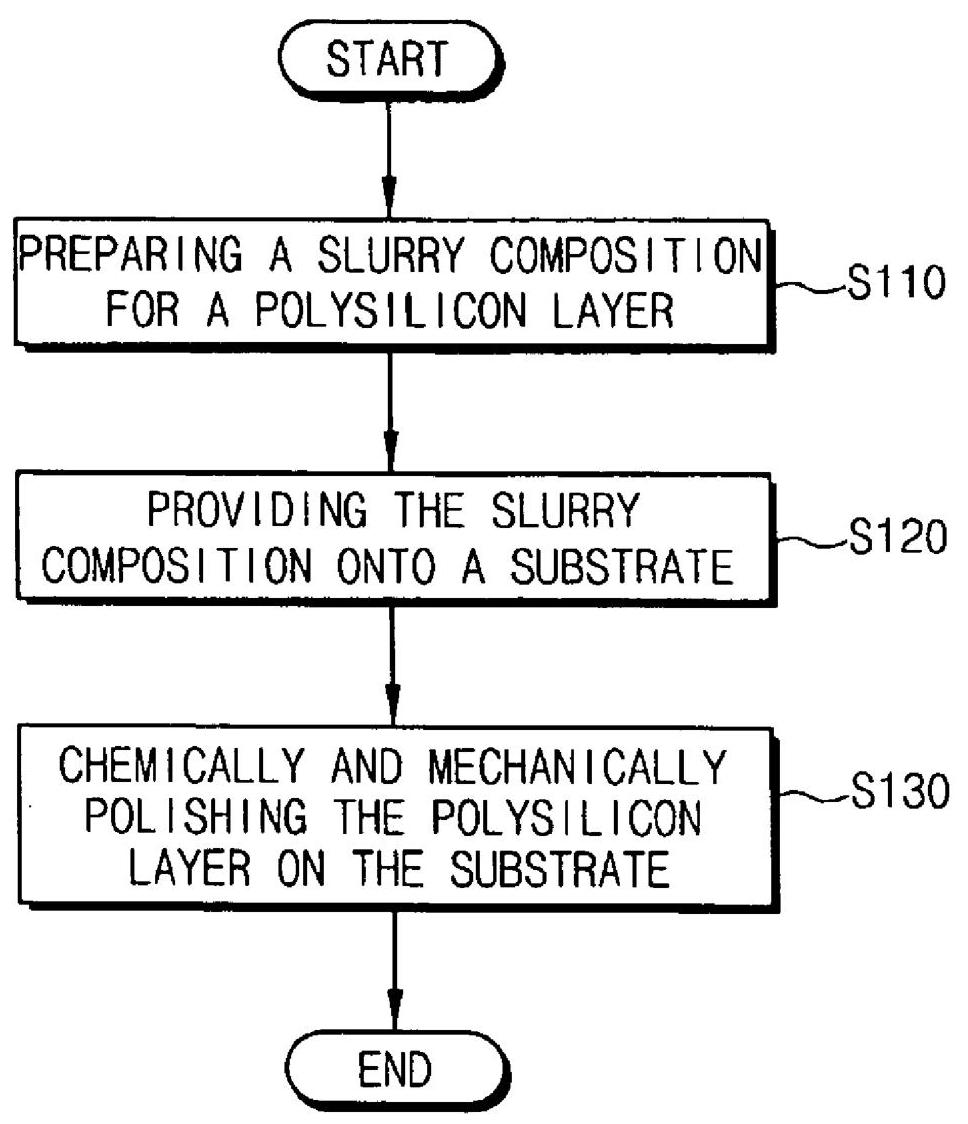 START
PREPARING A SLURRY COMPOSITION
FOR A POLYSILICON LAYER
S110
PROVIDING THE SLURRY
COMPOSITION ONTO A SUBSTRATE
S120
CHEMICALLY AND MECHANICALLY
POLISHING THE POLYSILICON
LAYER ON THE SUBSTRATE
S130
END